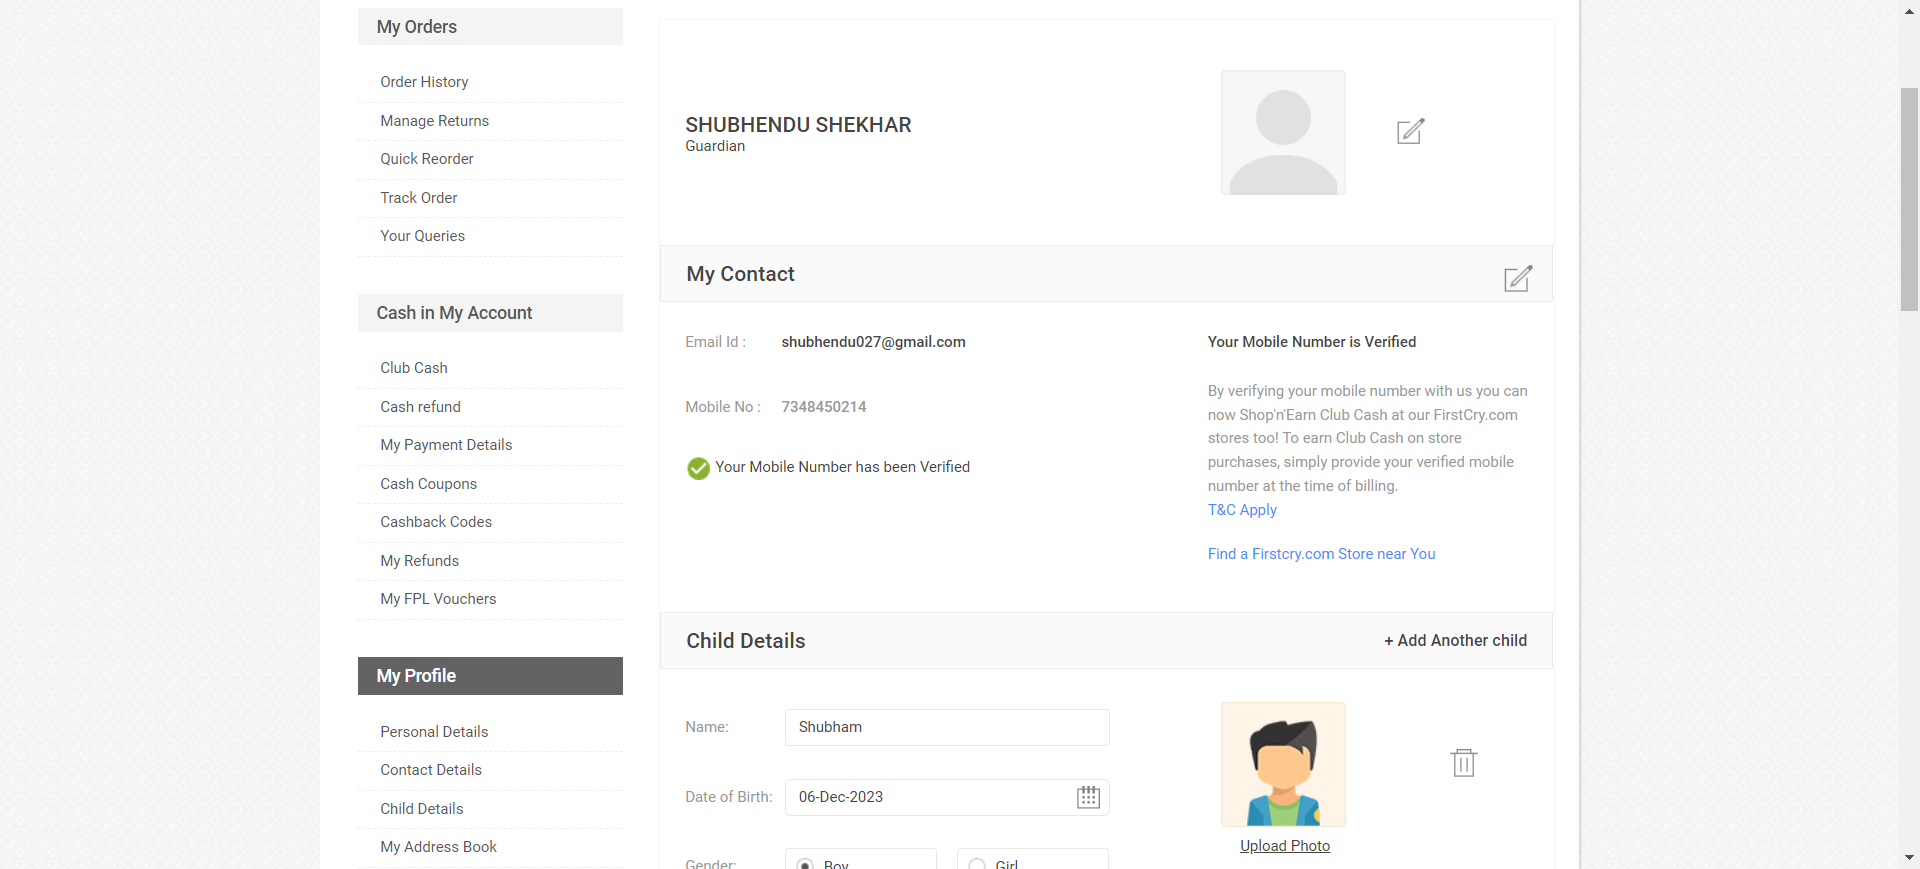 My Orders
Order History
Manage Returns
Quick Reorder
Track Order
Your Queries
Cash in My Account
Club Cash
Cash refund
My Payment Details
Cash Coupons
Cashback Codes
My Refunds
My FPL Vouchers
My Profile
Personal Details
Contact Details
Child Details
My Address Book
SHUBHENDU SHEKHAR
Guardian
My Contact
Email Id : shubhendu027@gmail.com
Mobile No : 7348450214
Your Mobile Number has been Verified
Your Mobile Number is Verified
By verifying your mobile number with us you can
now Shop'n'Earn Club Cash at our FirstCry.com
stores too! To earn Club Cash on store
purchases, simply provide your verified mobile
number at the time of billing.
T&C Apply
Find a Firstcry.com Store near You
Child Details
+ Add Another child
Name: Shubham
Date of Birth: 06-Dec-2023
Gender: Boy Girl
Upload Photo